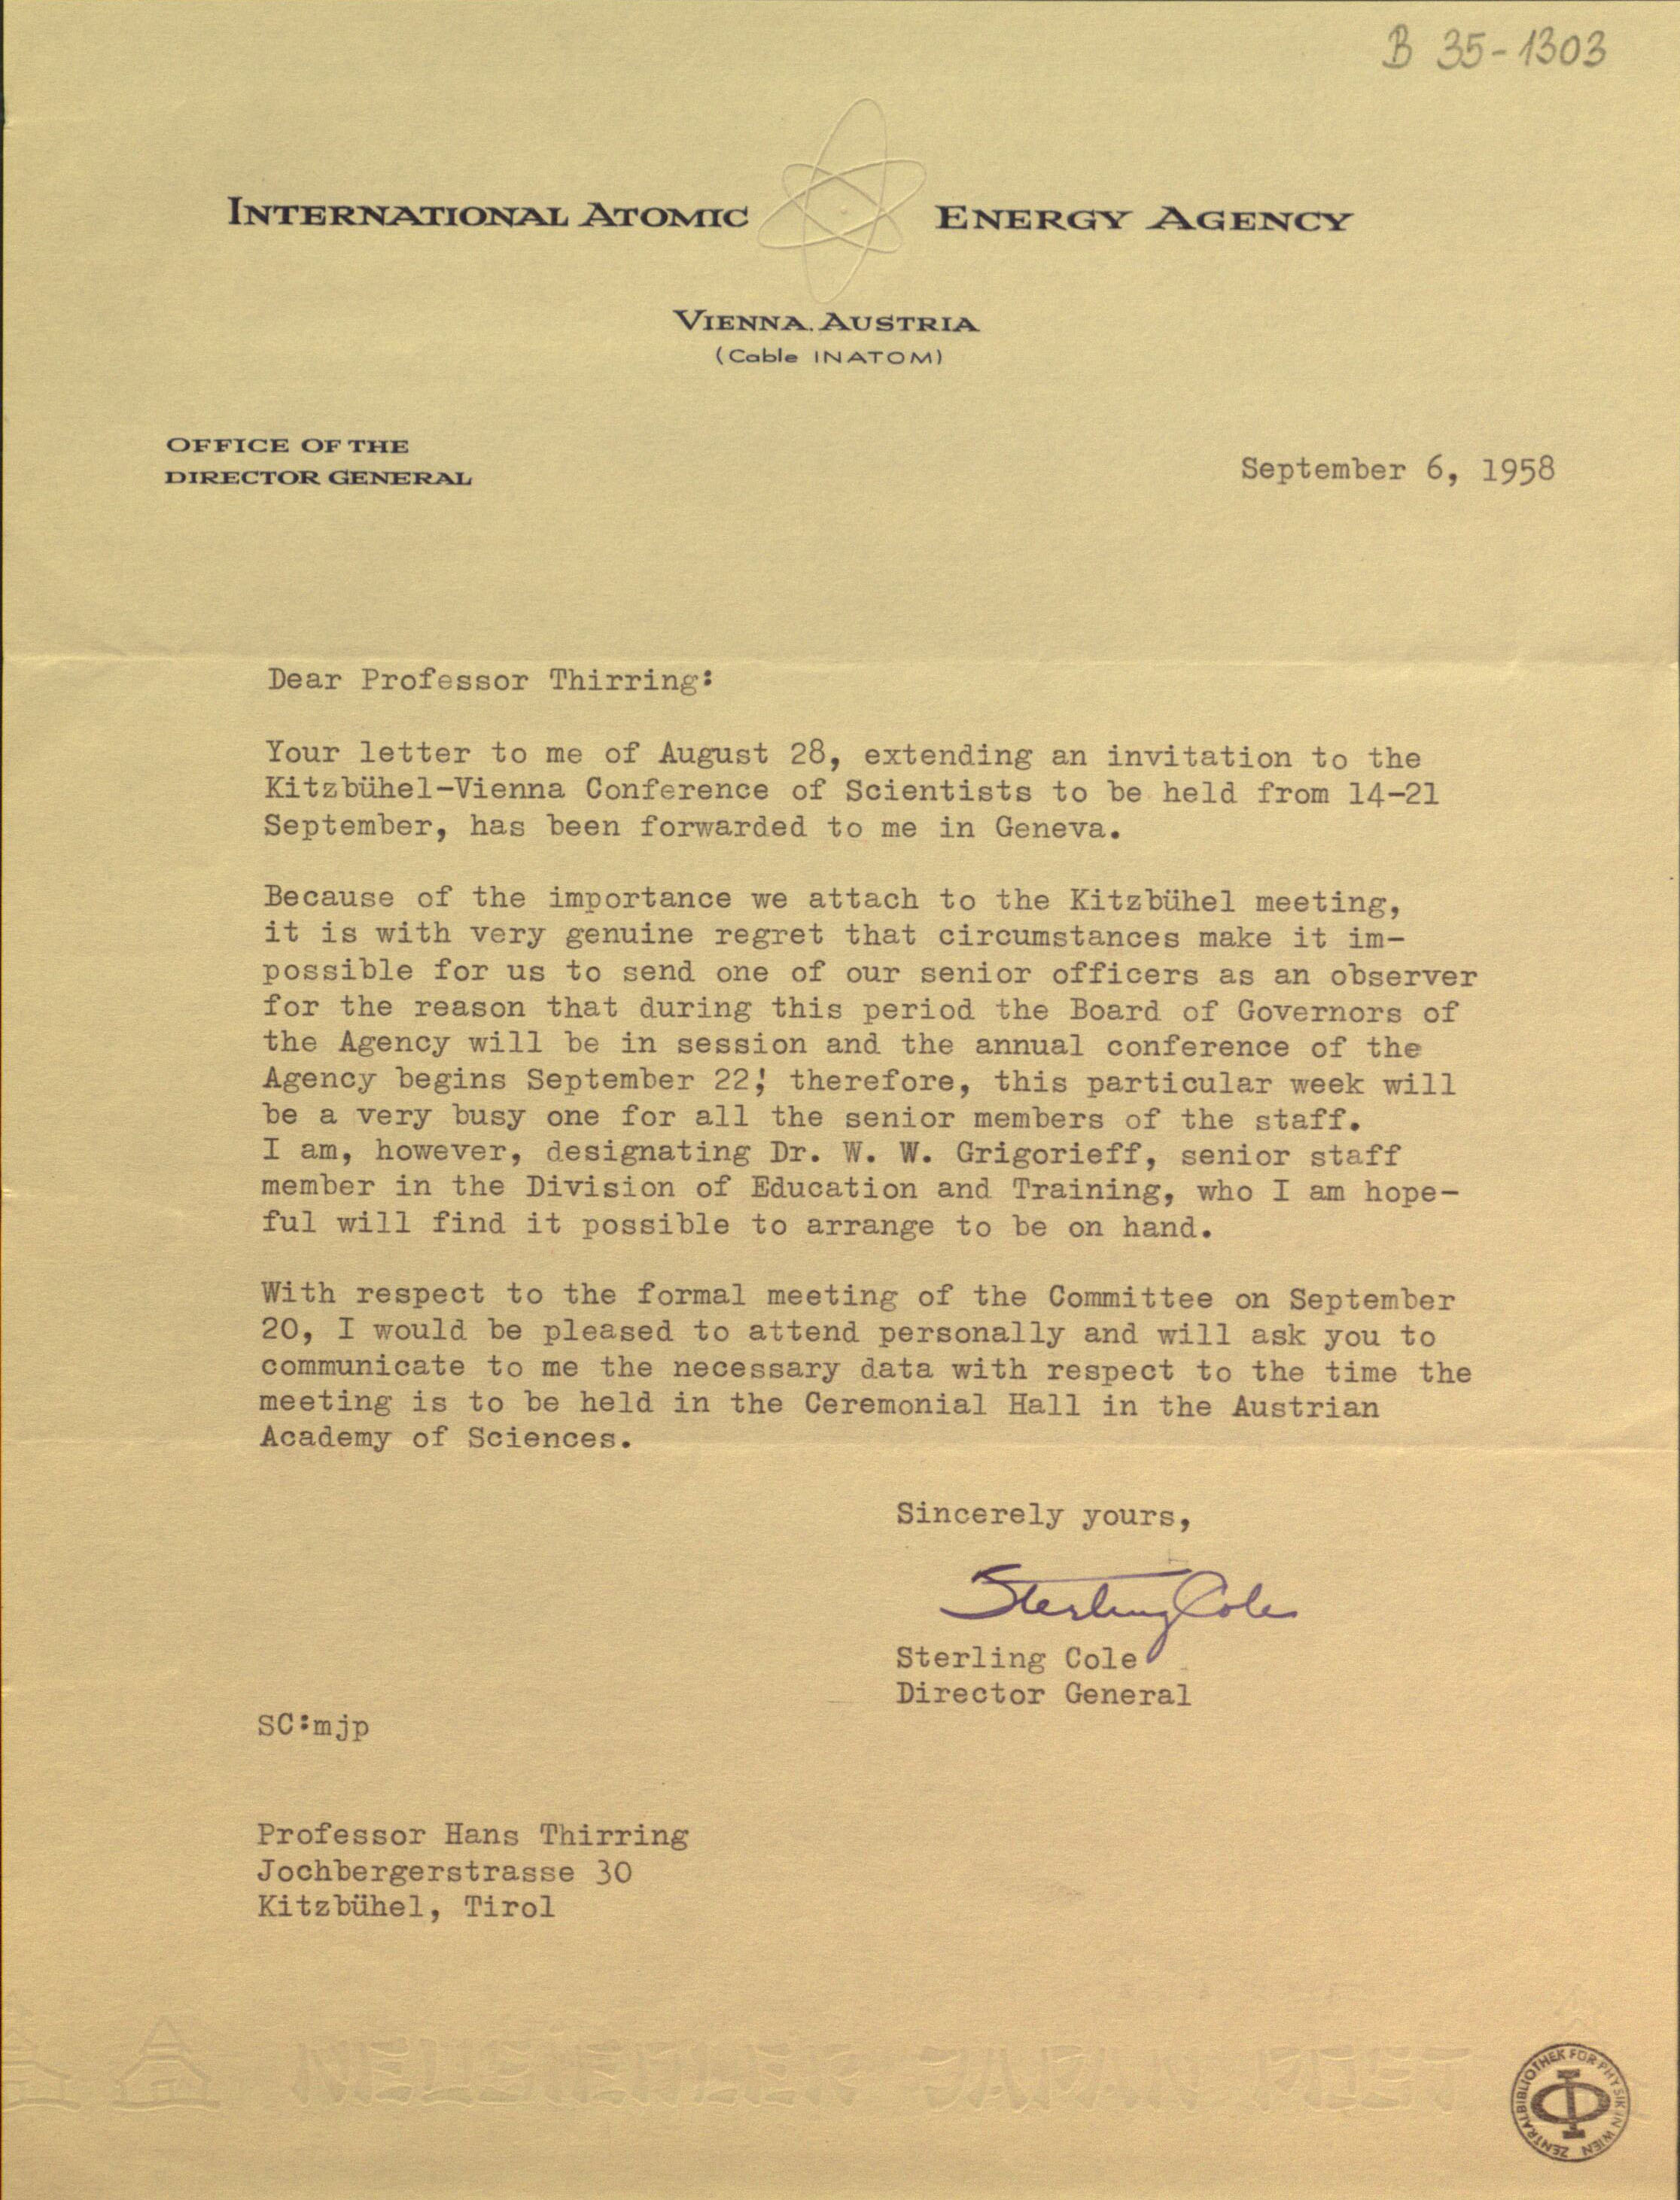 B 35-1303
INTERNATIONAL ATOMIC ENERGY AGENCY
VIENNA, AUSTRIA
(Cable INATOM)
OFFICE OF THE
DIRECTOR GENERAL
September 6, 1958
Dear Professor Thirring:
Your letter to me of August 28, extending an invitation to the
Kitzbühel-Vienna Conference of Scientists to be held from 14-21
September, has been forwarded to me in Geneva.
Because of the importance we attach to the Kitzbühel meeting,
it is with very genuine regret that circumstances make it im-
possible for us to send one of our senior officers as an observer
for the reason that during this period the Board of Governors of
the Agency will be in session and the annual conference of the
Agency begins September 22; therefore, this particular week will
be a very busy one for all the senior members of the staff.
I am, however, designating Dr. W. W. Grigorieff, senior staff
member in the Division of Education and Training, who I am hope-
ful will find it possible to arrange to be on hand.
With respect to the formal meeting of the Committee on September
20, I would be pleased to attend personally and will ask you to
communicate to me the necessary data with respect to the time the
meeting is to be held in the Ceremonial Hall in the Austrian
Academy of Sciences.
Sincerely yours,
Sterling Cole
Sterling Cole
Director General
SC:mjp
Professor Hans Thirring
Jochbergerstrasse 30
Kitzbühel, Tirol
ZENTRALBIBLIOTHEK FÜR PHYSIK IN WIEN